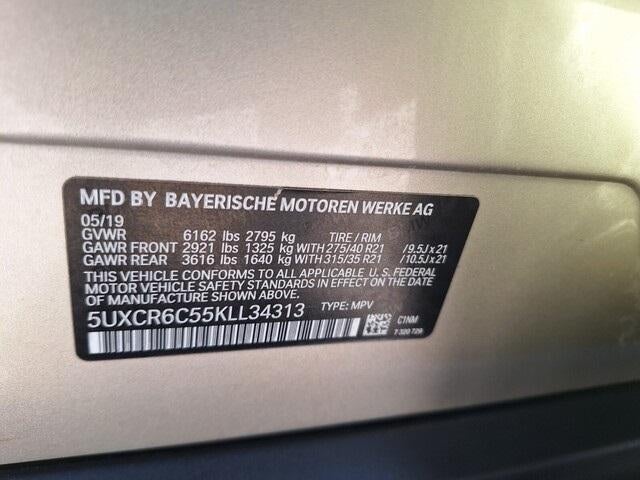 MFD BY BAYERISCHE MOTOREN WERKE AG
05/19
GVWR 6162 lbs 2795 kg TIRE / RIM
GAWR FRONT 2921 lbs 1325 kg WITH 275/40 R21 / 9.5J x 21
GAWR REAR 3616 lbs 1640 kg WITH 315/35 R21 / 10.5J x 21
THIS VEHICLE CONFORMS TO ALL APPLICABLE U. S. FEDERAL
MOTOR VEHICLE SAFETY STANDARDS IN EFFECT ON THE DATE
OF MANUFACTURE SHOWN ABOVE.
5UXCR6C55KLL34313 TYPE: MPV
C1NM
7 320 729